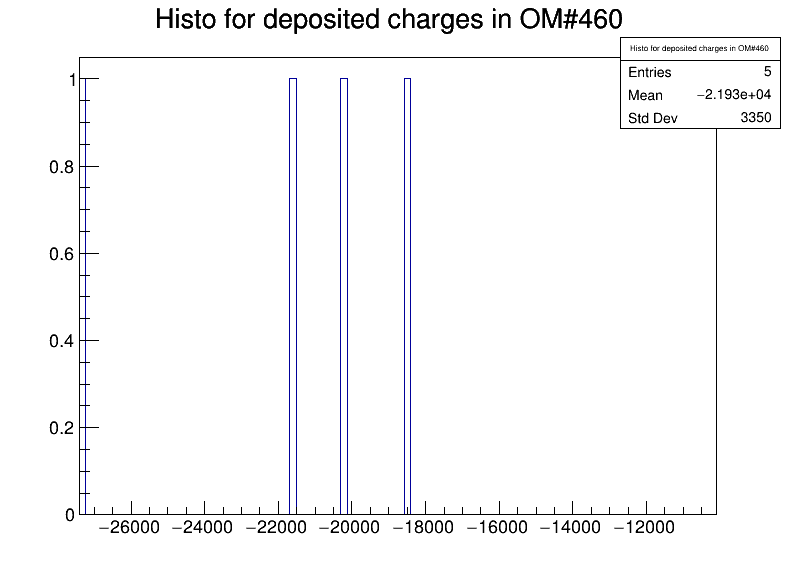 Histo for deposited charges in OM#460
Histo for deposited charges in OM#460
Entries 5
Mean −2.193e+04
Std Dev 3350
1
0.8
0.6
0.4
0.2
0
−26000 −24000 −22000 −20000 −18000 −16000 −14000 −12000